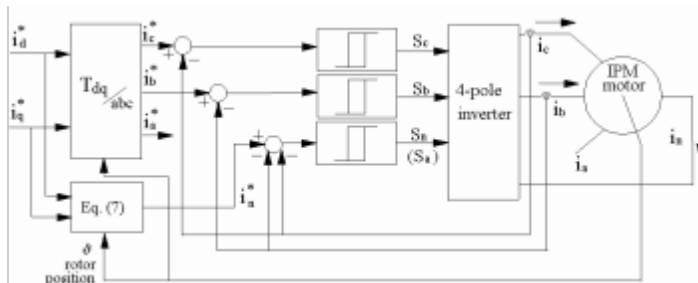 i*d
i*c
Sc
ic
Tdq/abc
i*b
Sb
4-pole
inverter
ib
IPM
motor
i*q
Sn
(Sa)
in
ia
Eq. (7)
i*n
ϑ
rotor
position
+
−
+
−
+
−
−